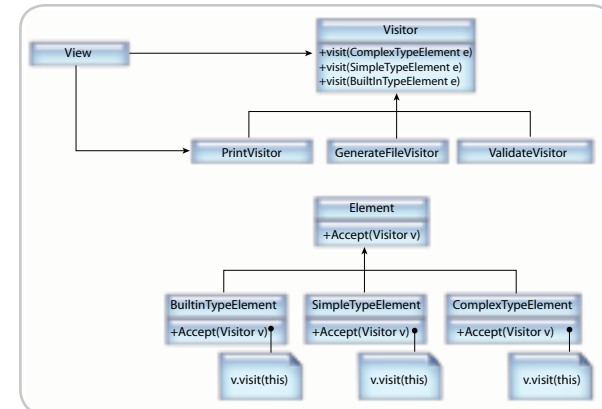 Visitor
View
+visit(ComplexTypeElement e)
+visit(SimpleTypeElement e)
+visit(BuiltInTypeElement e)
PrintVisitor
GenerateFileVisitor
ValidateVisitor
Element
+Accept(Visitor v)
BuiltinTypeElement
SimpleTypeElement
ComplexTypeElement
+Accept(Visitor v)
+Accept(Visitor v)
+Accept(Visitor v)
v.visit(this)
v.visit(this)
v.visit(this)